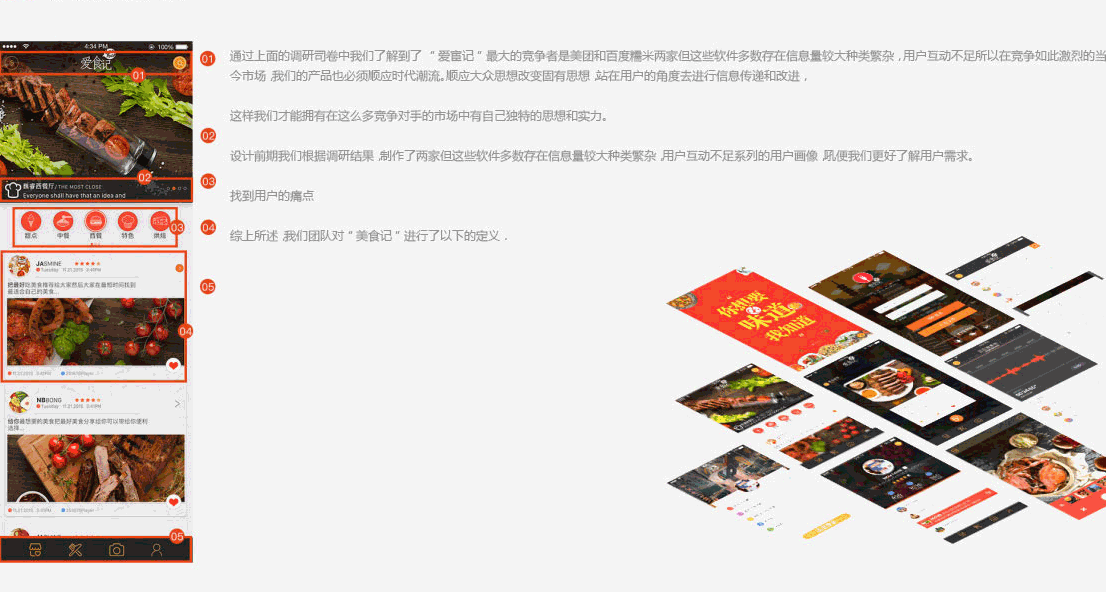 4:34 PM
100%
爱食记
01
02
顾睿西餐厅/THE MOST CLOSE
Everyone shall have that an idea and
甜点 中餐 西餐 特色 烘焙
03
JASMINE
Tuesday 11.21.2015 3:41PM
把最好吃美食推荐给大家然后大家在最短时间找到
最适合自己的美食...
04
NBBONG
Tuesday 11.21.2015 3:41PM
给你最想要的美食把最好美食分享给你可以带给你便利
选择...
05
01
通过上面的调研司卷中我们了解到了 “爱宣记”最大的竞争者是美团和百度糯米两家但这些软件多数存在信息量较大种类繁杂,用户互动不足所以在竞争如此激烈的当
今市场,我们的产品也必须顺应时代潮流。顺应大众思想改变固有思想,站在用户的角度去进行信息传递和改进,
这样我们才能拥有在这么多竞争对手的市场中有自己独特的思想和实力。
02
设计前期我们根据调研结果,制作了两家但这些软件多数存在信息量较大种类繁杂,用户互动不足系列的用户画像,以便我们更好了解用户需求。
03
找到用户的痛点
04
综上所述,我们团队对“美食记”进行了以下的定义.
05
你想要
的
味道
我知道